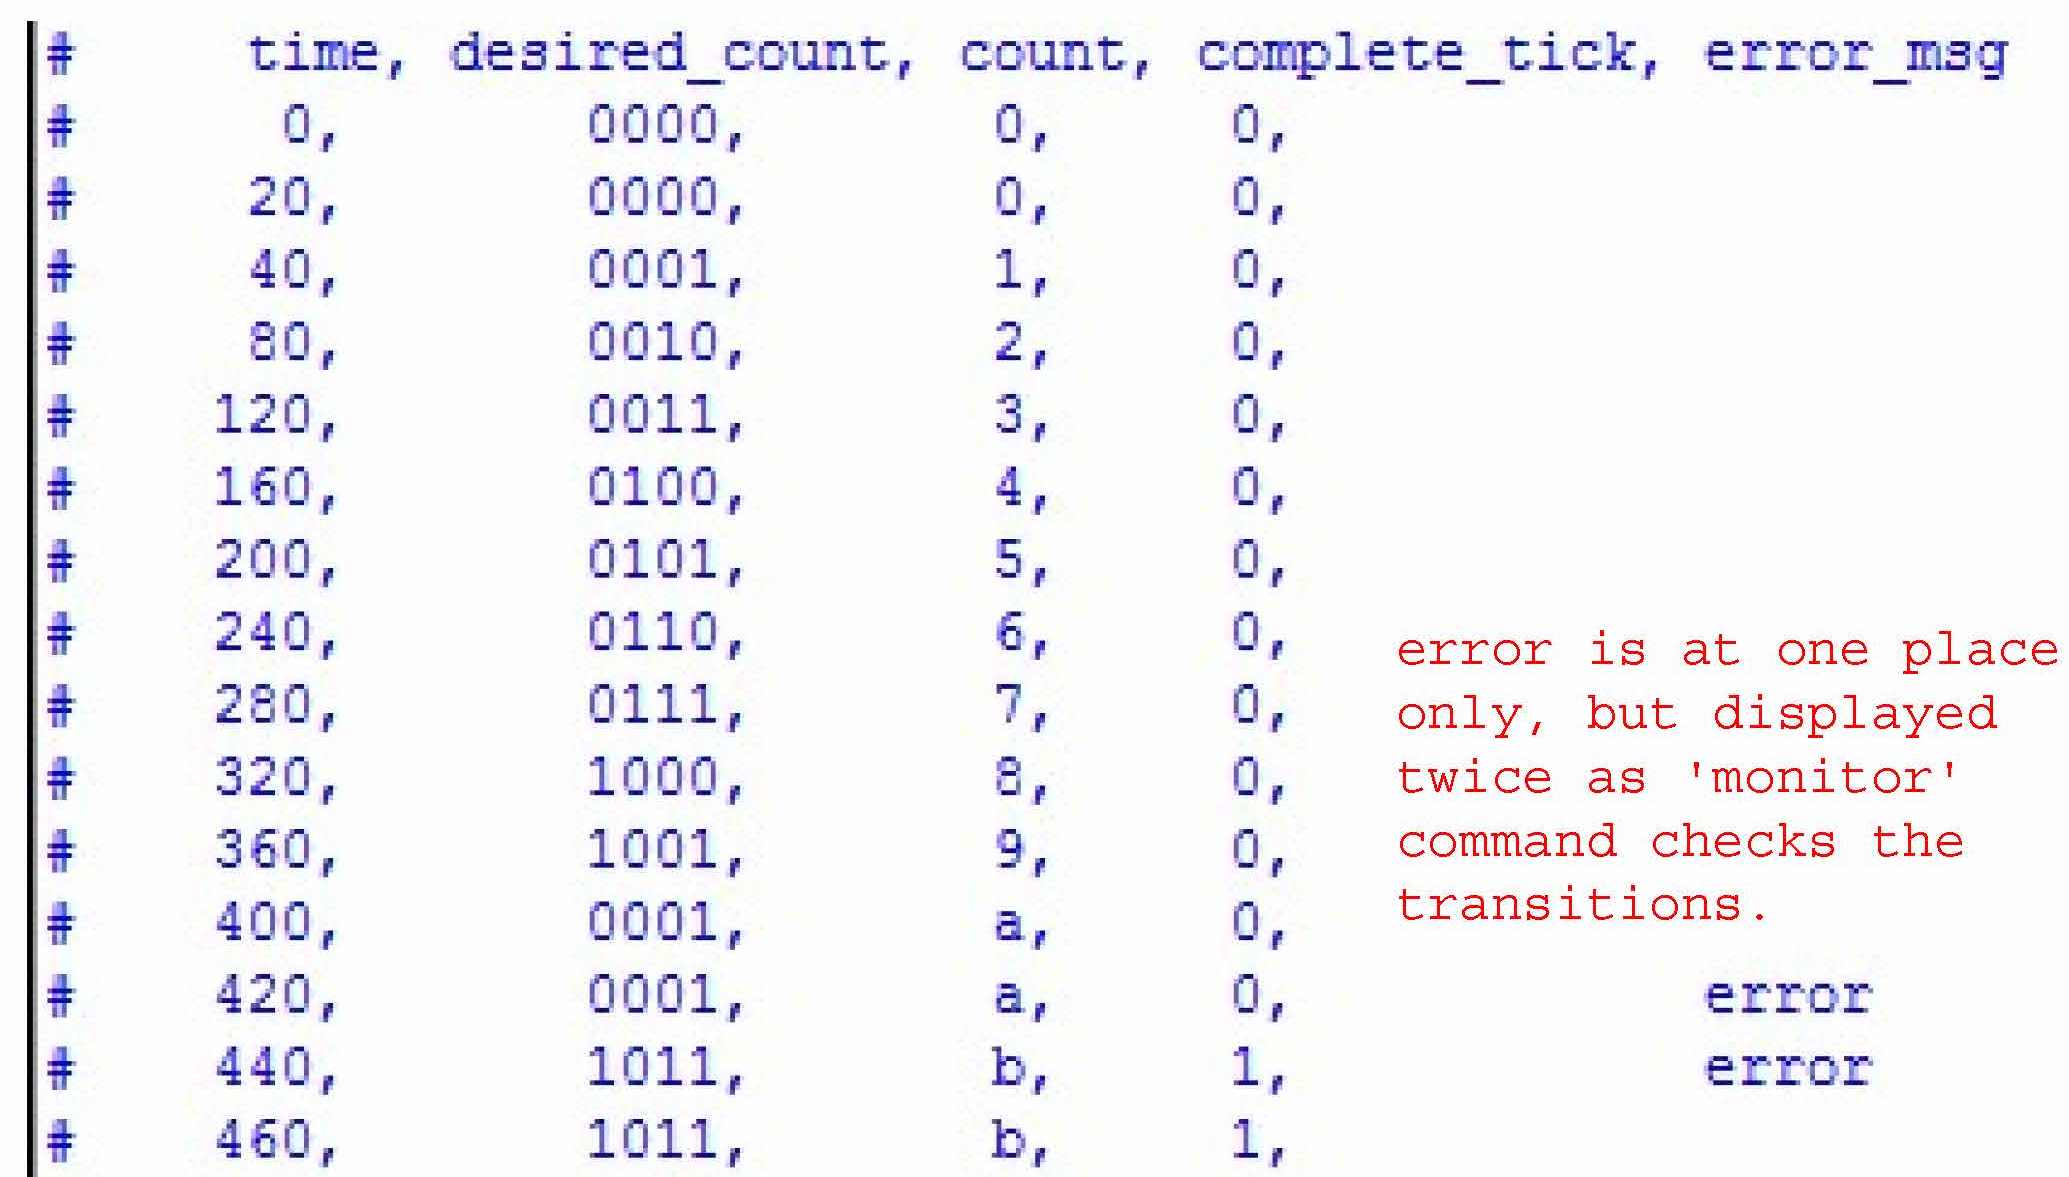 # time, desired_count, count, complete_tick, error_msg
# 0, 0000, 0, 0,
# 20, 0000, 0, 0,
# 40, 0001, 1, 0,
# 80, 0010, 2, 0,
# 120, 0011, 3, 0,
# 160, 0100, 4, 0,
# 200, 0101, 5, 0,
# 240, 0110, 6, 0,
# 280, 0111, 7, 0,
# 320, 1000, 8, 0,
# 360, 1001, 9, 0,
# 400, 0001, a, 0,
# 420, 0001, a, 0, error
# 440, 1011, b, 1, error
# 460, 1011, b, 1,
error is at one place
only, but displayed
twice as 'monitor'
command checks the
transitions.